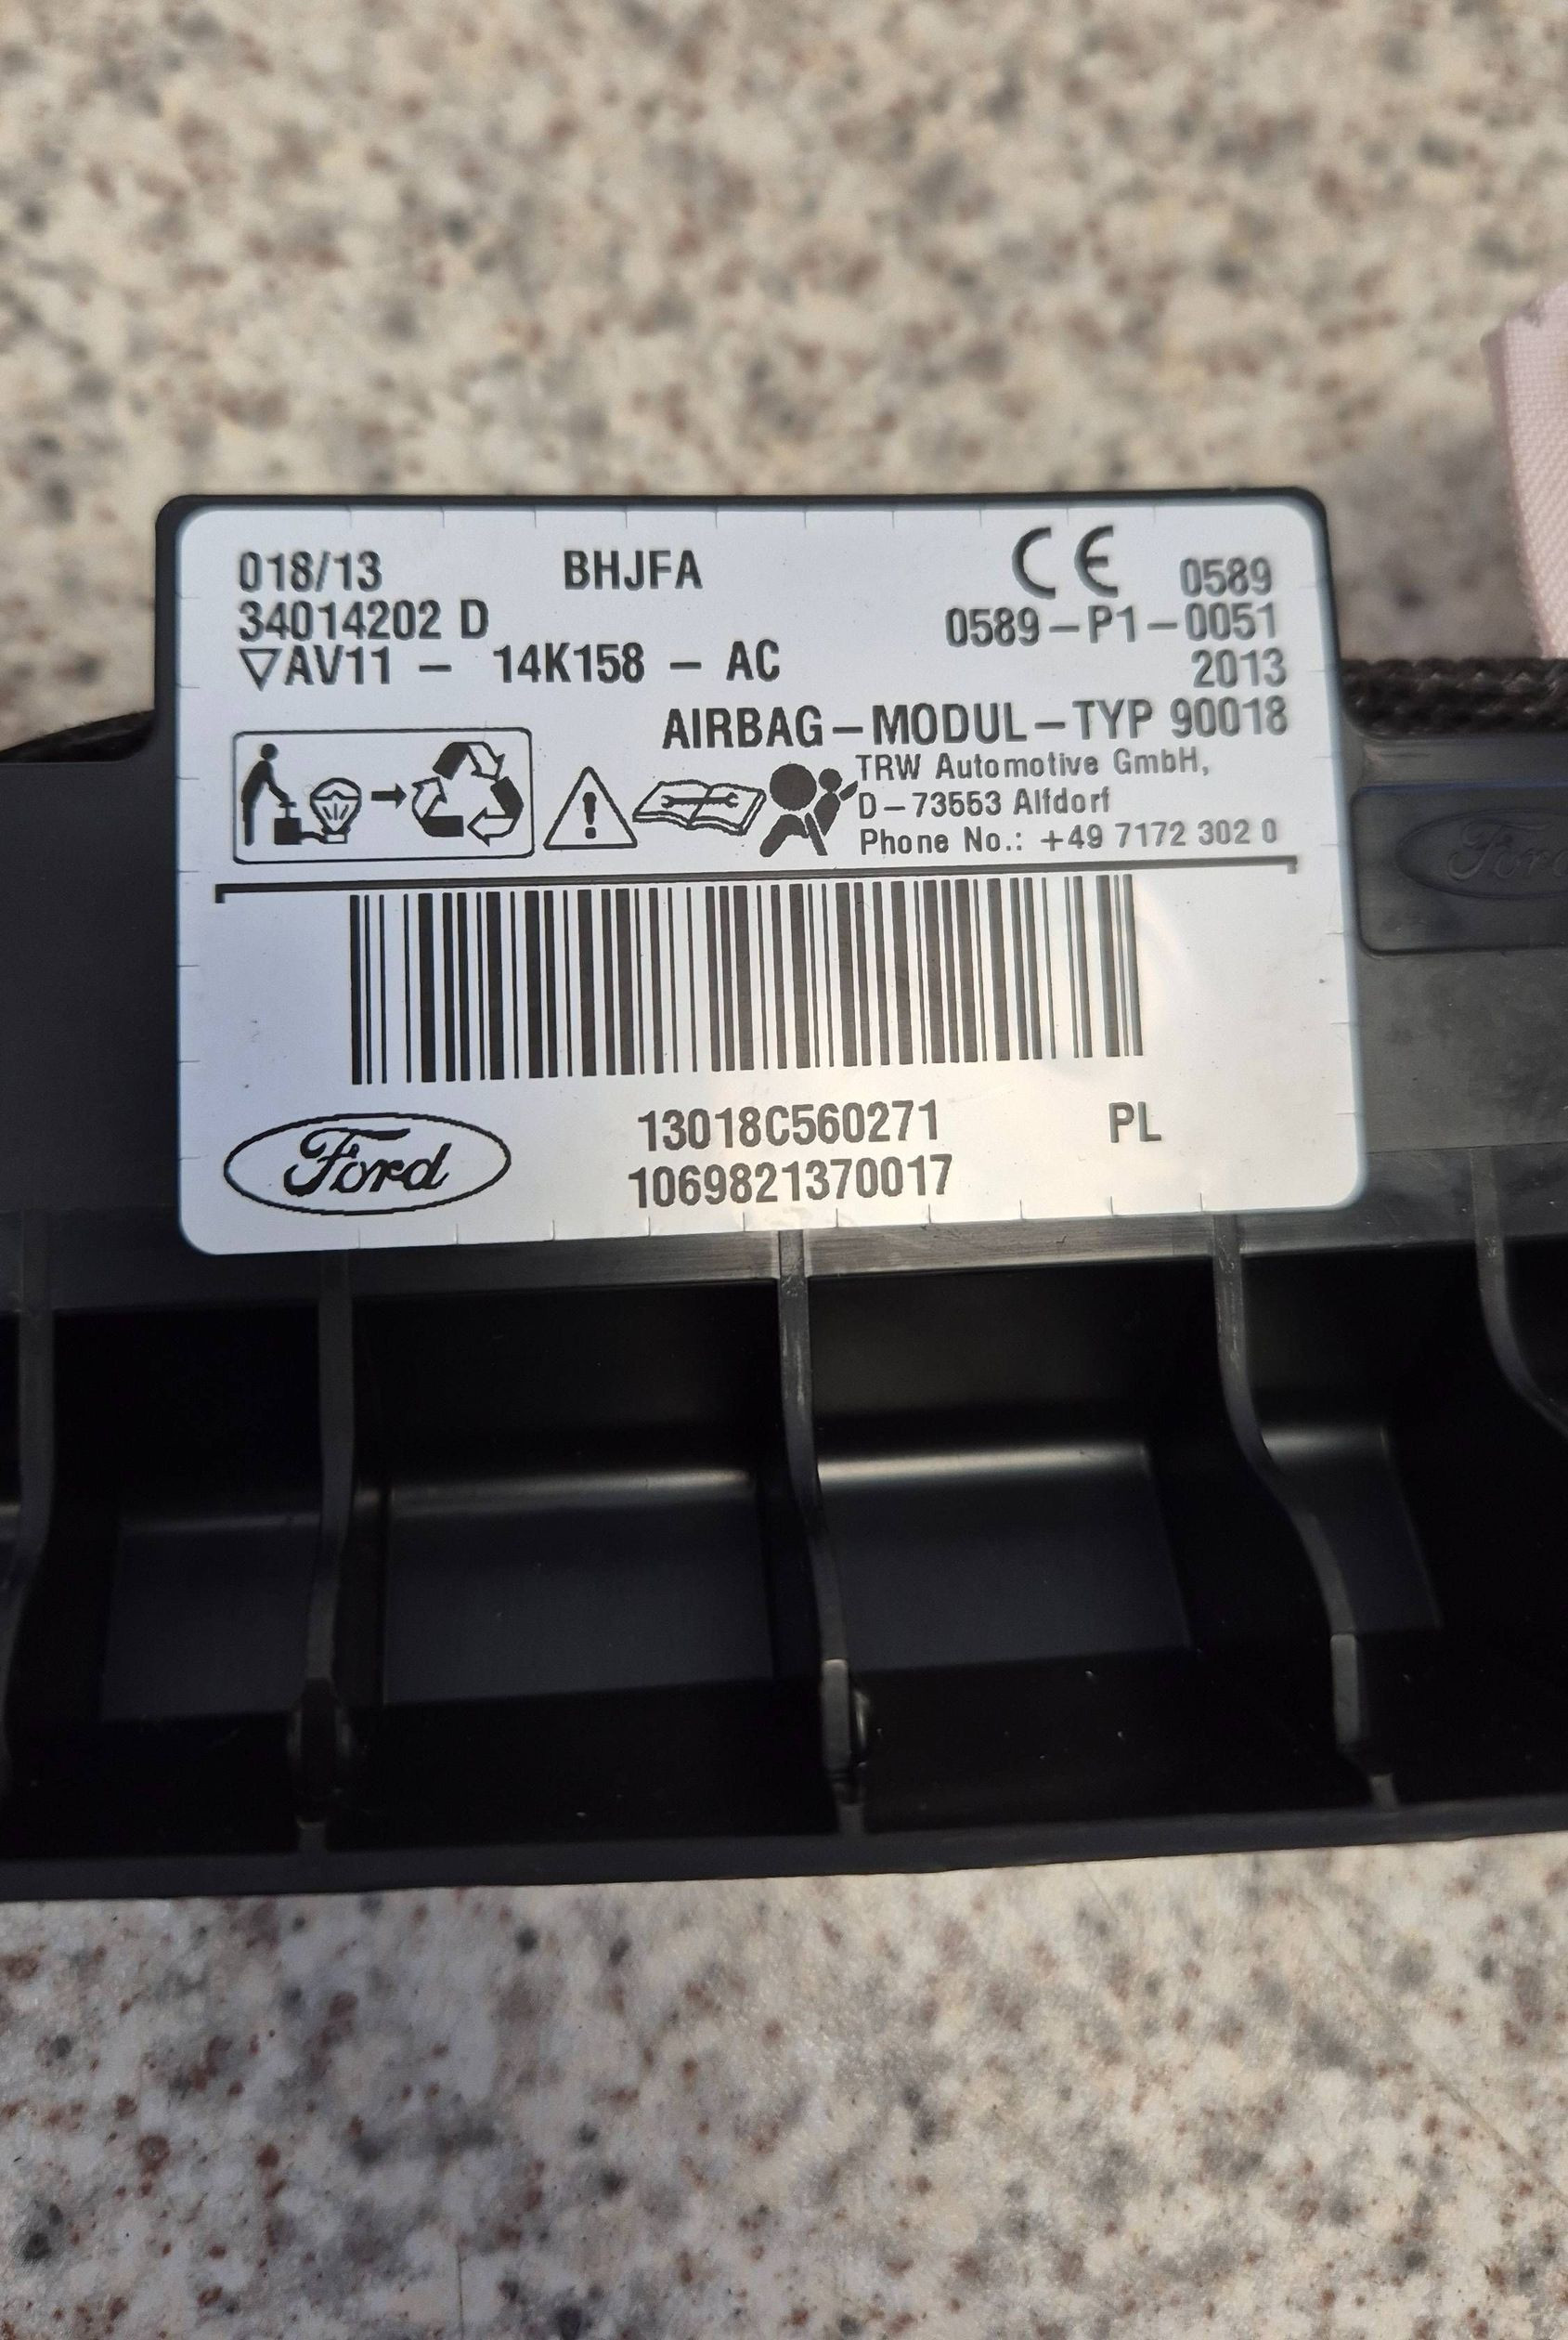 018/13 BHJFA CE 0589
34014202 D 0589-P1-0051
▽AV11 - 14K158 - AC 2013
AIRBAG-MODUL-TYP 90018
TRW Automotive GmbH,
D-73553 Alfdorf
Phone No.: +49 7172 302 0
13018C560271 PL
Ford 1069821370017
Ford